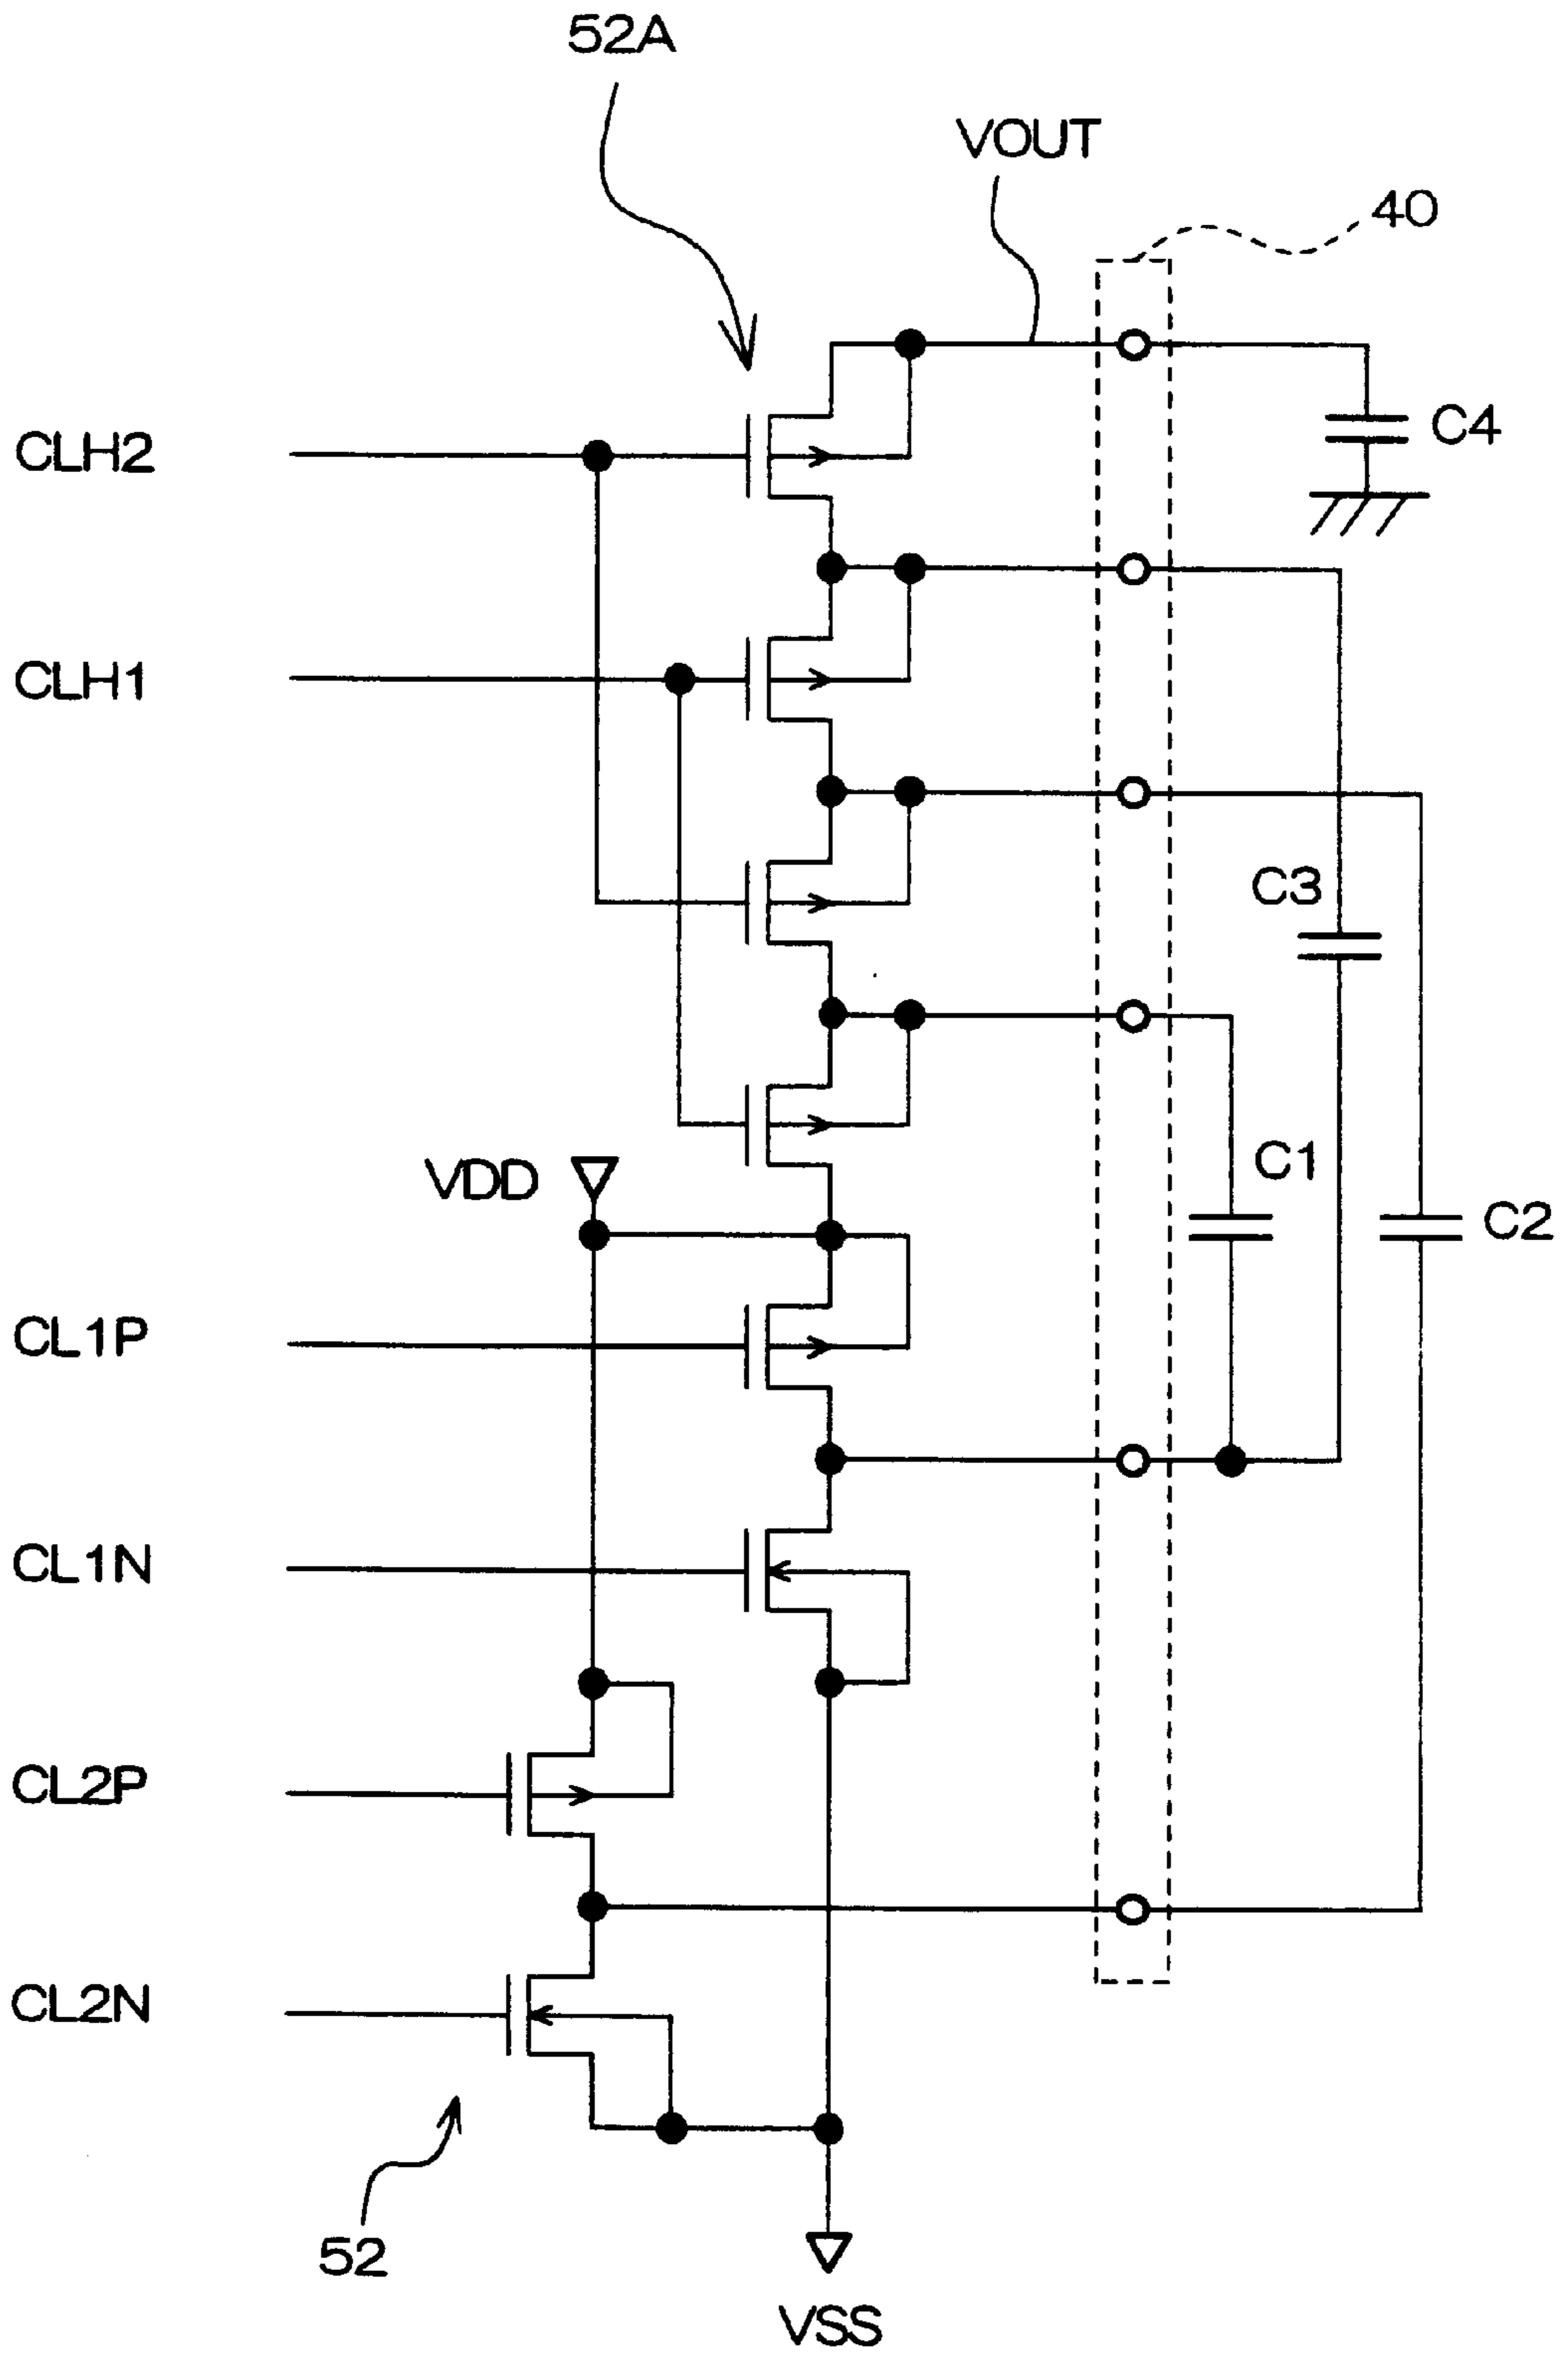 52A
VOUT
40
CLH2
C4
CLH1
C3
C1
VDD
C2
CL1P
CL1N
CL2P
CL2N
52
VSS